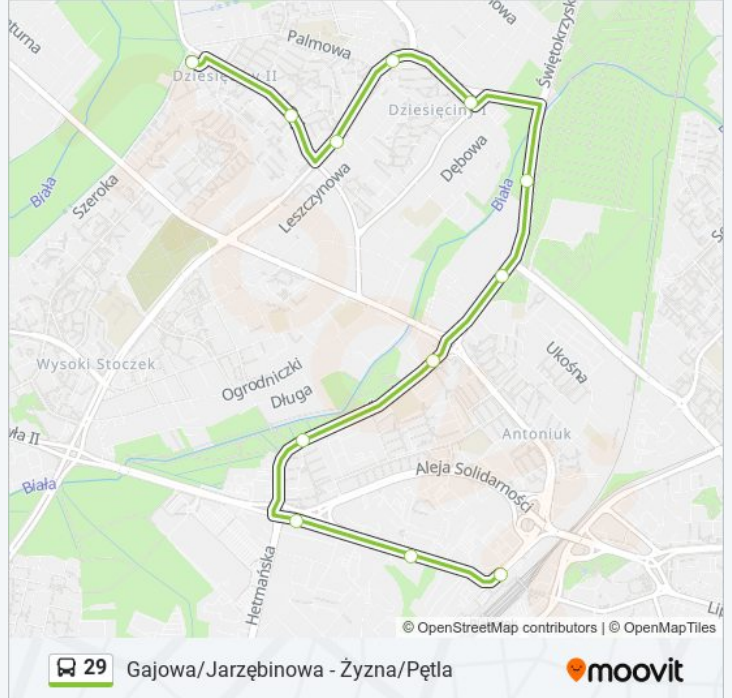 Palmowa
Świętokrzysk
Dziesięciny II
Dziesięciny I
Dębowa
Biała
Szeroka
Leszczynowa
Biała
Wysoki Stoczek
Ogrodniczki
Długa
Ukośna
Antoniuk
Aleja Solidarności
Biała
Hetmańska
© OpenStreetMap contributors | © OpenMapTiles
29 Gajowa/Jarzębinowa - Żyzna/Pętla
moovit